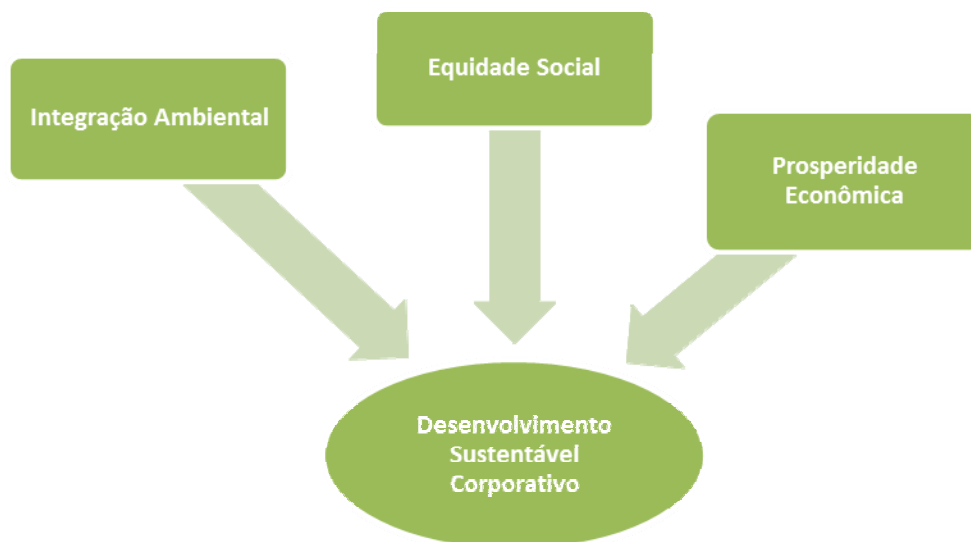 Equidade Social
Integração Ambiental
Prosperidade
Econômica
Desenvolvimento
Sustentável
Corporativo